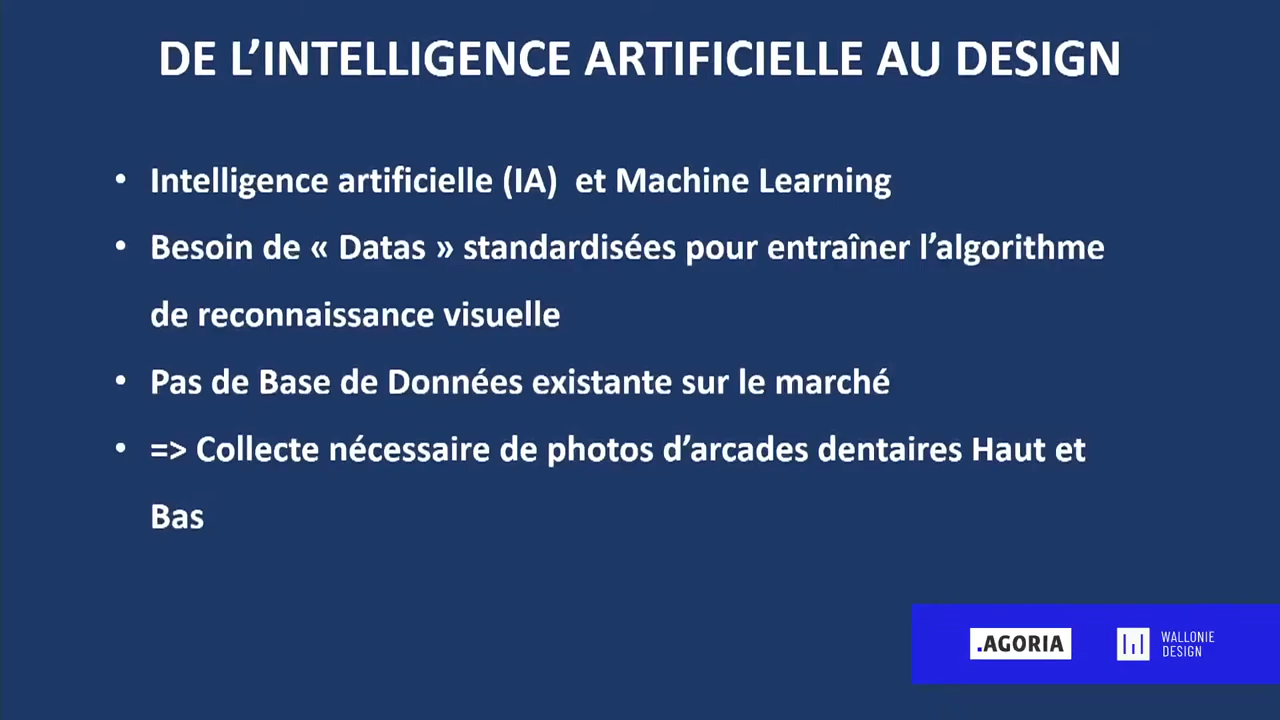 DE L’INTELLIGENCE ARTIFICIELLE AU DESIGN
• Intelligence artificielle (IA)  et Machine Learning
• Besoin de « Datas » standardisées pour entraîner l’algorithme
de reconnaissance visuelle
• Pas de Base de Données existante sur le marché
• => Collecte nécessaire de photos d’arcades dentaires Haut et
Bas
.AGORIA
WALLONIE
DESIGN